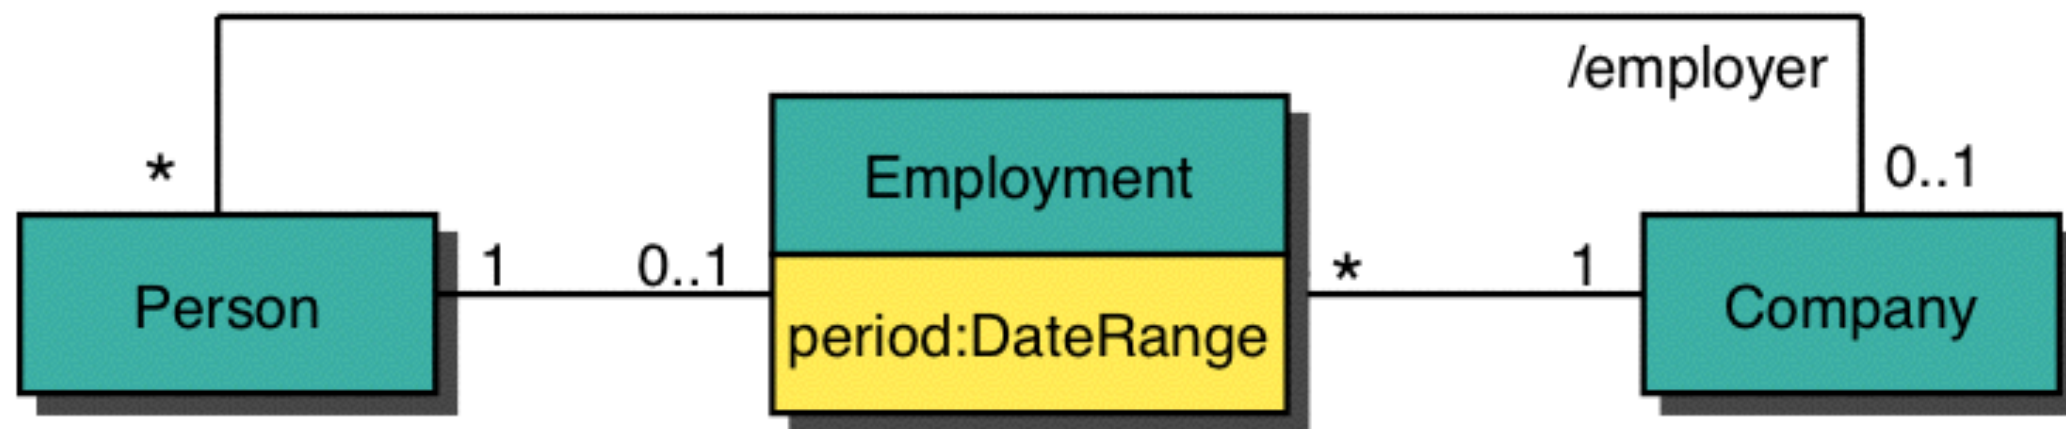 /employer
*
0..1
Employment
Person
1
0..1
*
1
Company
period:DateRange